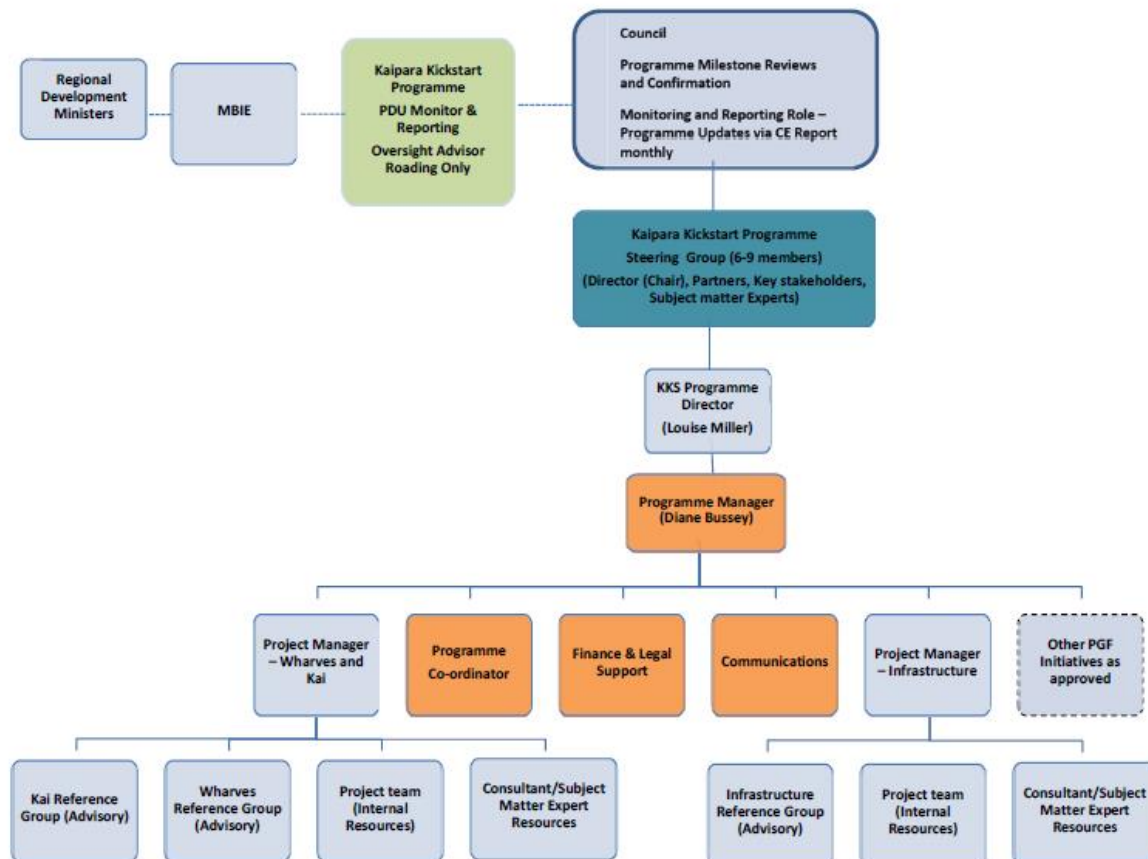 Regional
Development
Ministers
MBIE
Kaipara Kickstart
Programme
PDU Monitor &
Reporting
Oversight Advisor
Roading Only
Council
Programme Milestone Reviews
and Confirmation
Monitoring and Reporting Role –
Programme Updates via CE Report
monthly
Kaipara Kickstart Programme
Steering Group (6-9 members)
(Director (Chair), Partners, Key stakeholders,
Subject matter Experts)
KKS Programme
Director
(Louise Miller)
Programme Manager
(Diane Bussey)
Project Manager
– Wharves and
Kai
Programme
Co-ordinator
Finance & Legal
Support
Communications
Project Manager
– Infrastructure
Other PGF
Initiatives as
approved
Kai Reference
Group (Advisory)
Wharves
Reference Group
(Advisory)
Project team
(Internal
Resources)
Consultant/Subject
Matter Expert
Resources
Infrastructure
Reference Group
(Advisory)
Project team
(Internal
Resources)
Consultant/Subject
Matter Expert
Resources